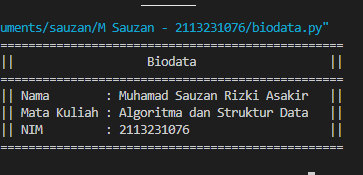 uments/sauzan/M Sauzan - 2113231076/biodata.py"
=================================================
||                   Biodata                   ||
=================================================
|| Nama        : Muhamad Sauzan Rizki Asakir   ||
|| Mata Kuliah : Algoritma dan Struktur Data   ||
|| NIM         : 2113231076                    ||
=================================================